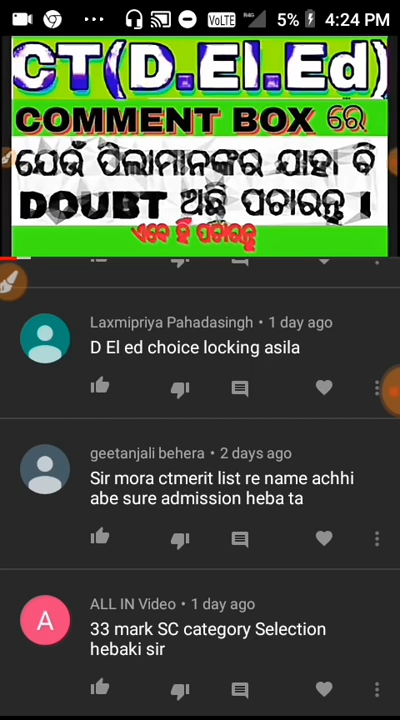 VoLTE R4G 5% 4:24 PM
CT(D.El.Ed)
COMMENT BOX ରେ
ଯେଉଁ ପିଲାମାନଙ୍କର ଯାହା ବି
DOUBT ଅଛି ପଚାରନ୍ତୁ ।
ଏବେ ହିଁ ପଚାରନ୍ତୁ
Laxmipriya Pahadasingh • 1 day ago
D El ed choice locking asila
geetanjali behera • 2 days ago
Sir mora ctmerit list re name achhi
abe sure admission heba ta
A
ALL IN Video • 1 day ago
33 mark SC category Selection
hebaki sir